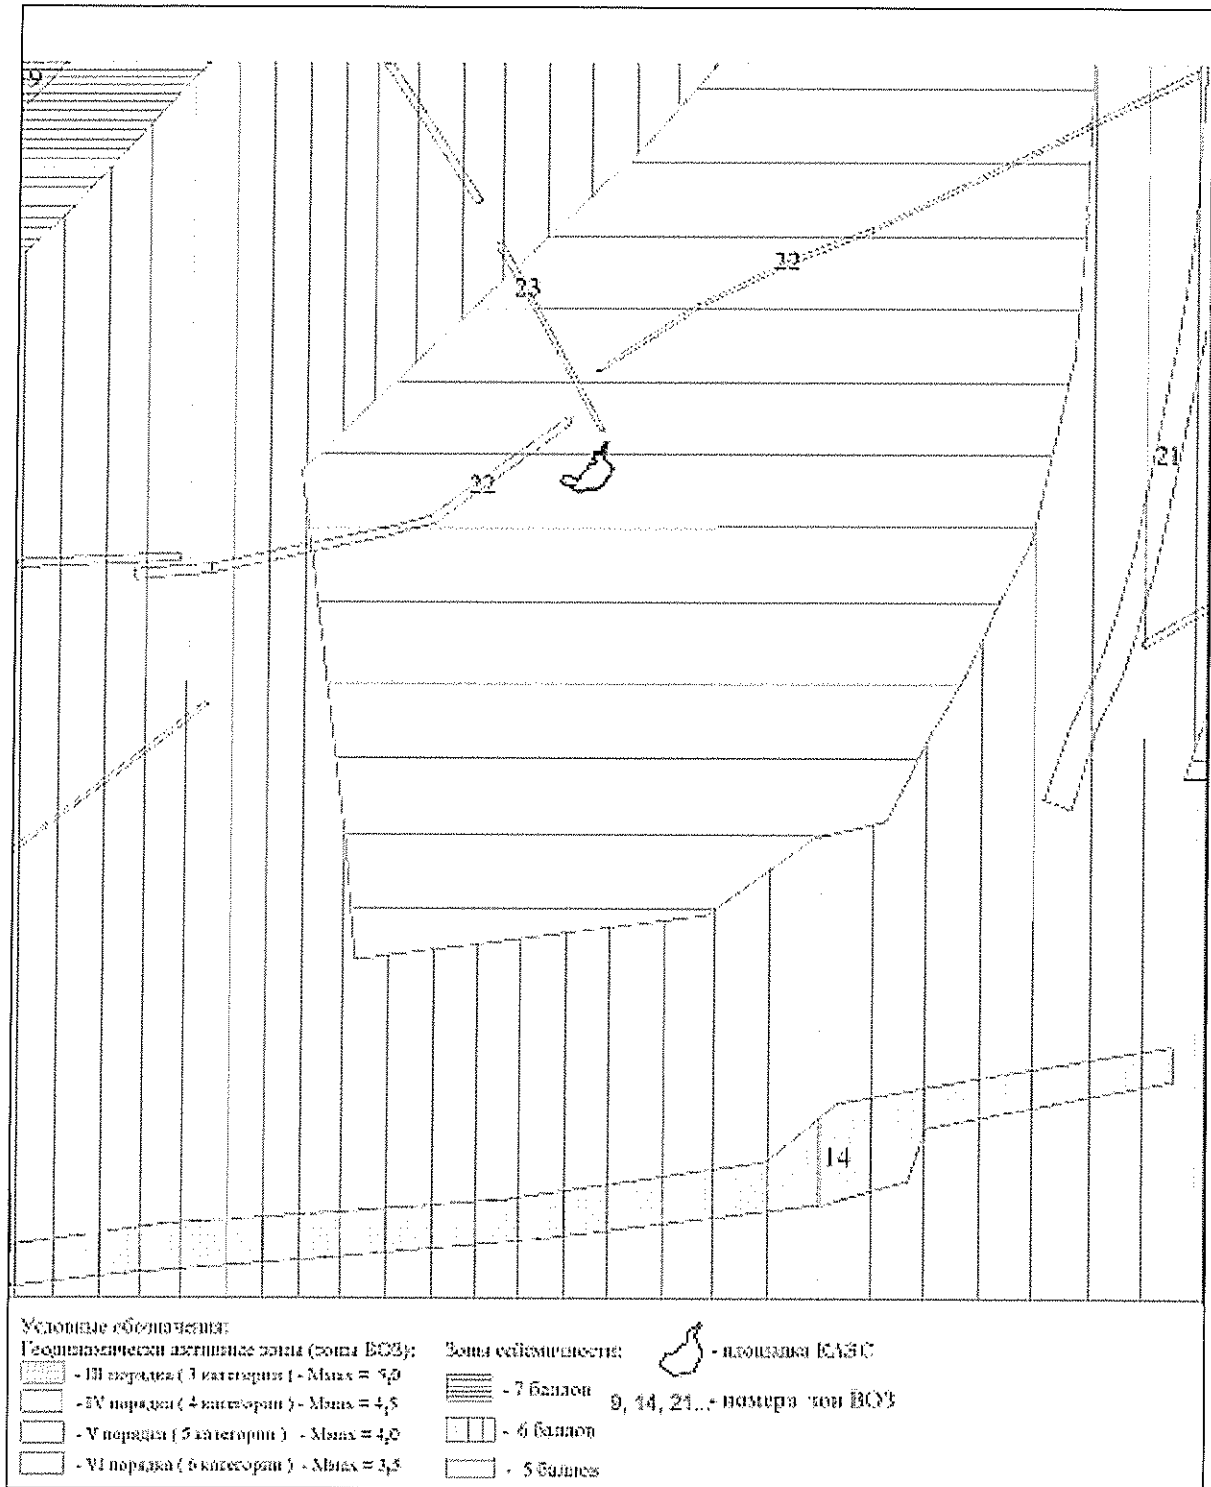 9
22
23
22
21
14
Условные обозначения:
Геодинамически активные зоны (зоны ВОЗ):
- III порядка ( 3 категории ) - Mmax = 5,0
- IV порядка ( 4 категории ) - Mmax = 4,5
- V порядка ( 5 категории ) - Mmax = 4,0
- VI порядка ( 6 категории ) - Mmax = 3,5
Зоны сейсмичности:
- 7 баллов
- 6 баллов
- 5 баллов
- площадка КАЭС
9, 14, 21... - номера зон ВОЗ